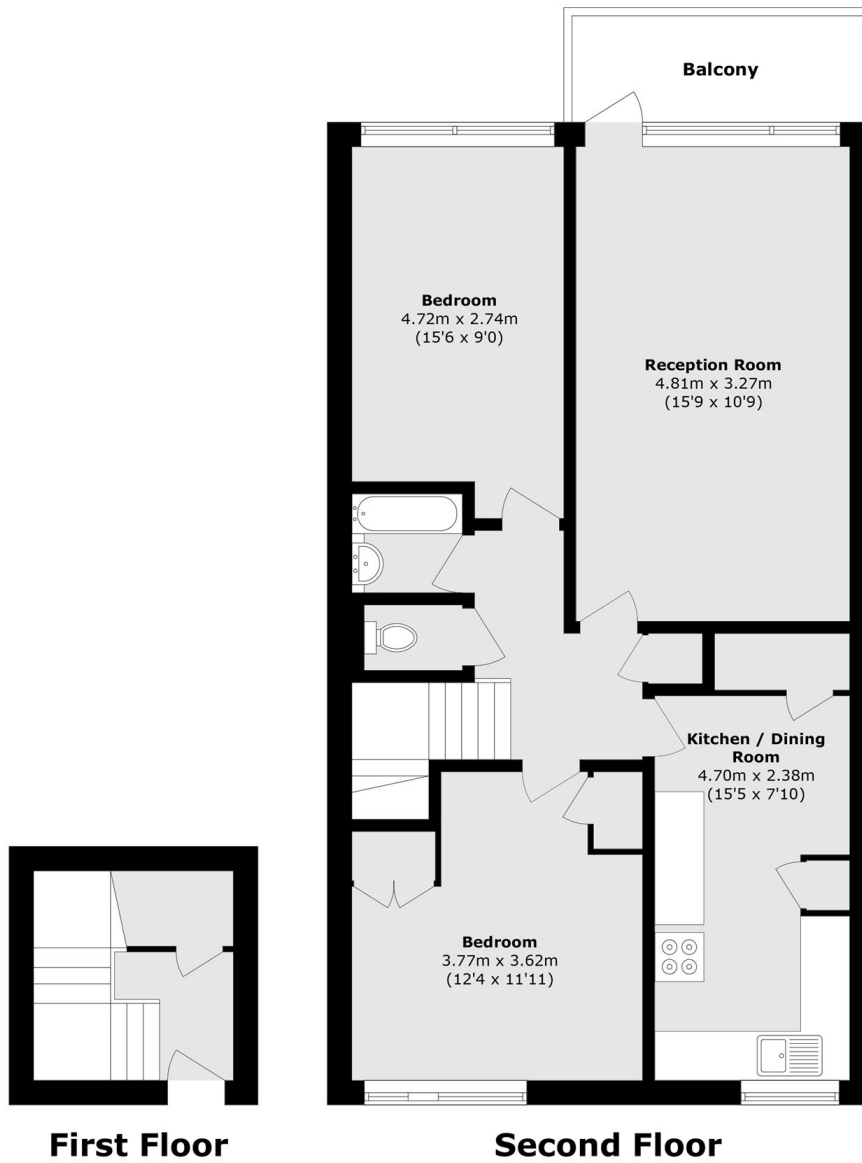 Balcony
Bedroom
4.72m x 2.74m
(15'6 x 9'0)
Reception Room
4.81m x 3.27m
(15'9 x 10'9)
Kitchen / Dining
Room
4.70m x 2.38m
(15'5 x 7'10)
Bedroom
3.77m x 3.62m
(12'4 x 11'11)
First Floor
Second Floor